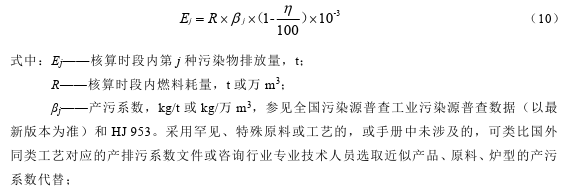 Ej = R × βj × (1-η/100) × 10-3 （10）
式中：Ej——核算时段内第 j 种污染物排放量，t；
R——核算时段内燃料耗量，t 或万 m3；
βj——产污系数，kg/t 或 kg/万 m3，参见全国污染源普查工业污染源普查数据（以最
新版本为准）和 HJ 953。采用罕见、特殊原料或工艺的，或手册中未涉及的，可类比国外
同类工艺对应的产排污系数文件或咨询行业专业技术人员选取近似产品、原料、炉型的产污
系数代替；